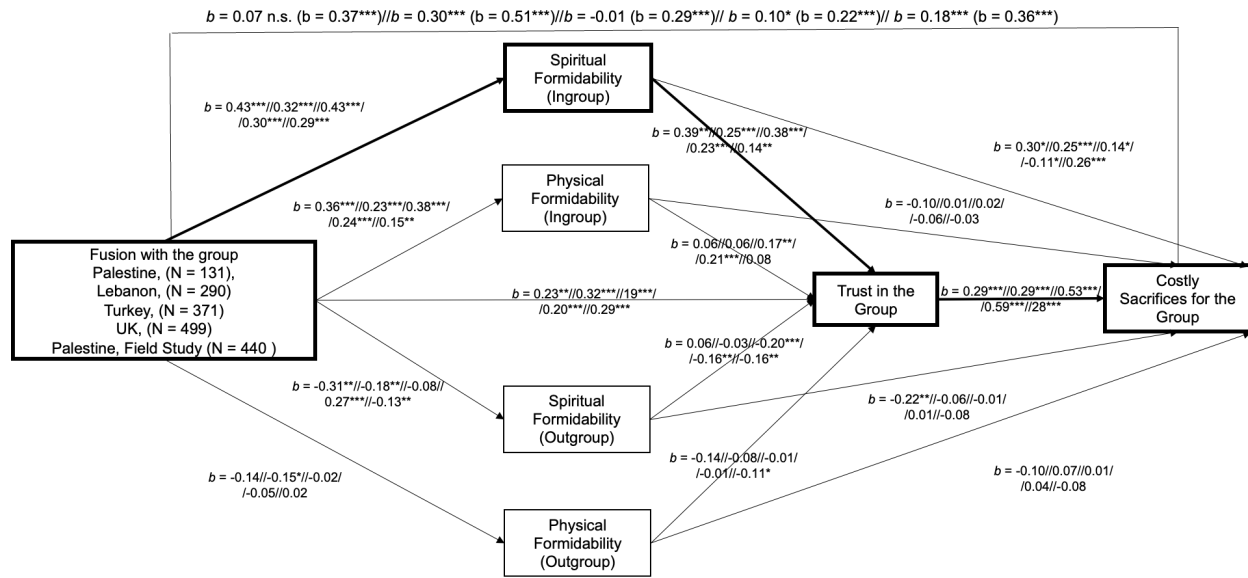 b = 0.07 n.s. (b = 0.37***)//0.30*** (b = 0.51***)//b = -0.01 (b = 0.29***)// b = 0.10* (b = 0.22***)// b = 0.18*** (b = 0.36***)
Spiritual
Formidability
(Ingroup)
b = 0.43***//0.32***//0.43***/
/0.30***//0.29***
b = 0.39**//0.25***//0.38***/
/0.23***//0.14**
b = 0.30*//0.25***//0.14*/
/-0.11*//0.26***
Physical
Formidability
(Ingroup)
b = 0.36***//0.23***/0.38***/
/0.24***//0.15**
b = -0.10//0.01//0.02/
/-0.06//-0.03
b = 0.06//0.06//0.17**/
/0.21***//0.08
Fusion with the group
Palestine, (N = 131),
Lebanon, (N = 290)
Turkey, (N = 371)
UK, (N = 499)
Palestine, Field Study (N = 440 )
b = 0.23**//0.32***//19***/
/0.20***//0.29***
Trust in the
Group
b = 0.29***//0.29***//0.53***/
/0.59***//28***
Costly
Sacrifices for the
Group
b = 0.06//-0.03//-0.20***/
/-0.16**//-0.16**
b = -0.31**//-0.18**//-0.08//
0.27***//-0.13**
Spiritual
Formidability
(Outgroup)
b = -0.22**//-0.06//-0.01/
/0.01//-0.08
b = -0.14//-0.08//-0.01/
/-0.01//-0.11*
b = -0.14//-0.15*//-0.02/
/-0.05//0.02
b = -0.10//0.07//0.01/
/0.04//-0.08
Physical
Formidability
(Outgroup)